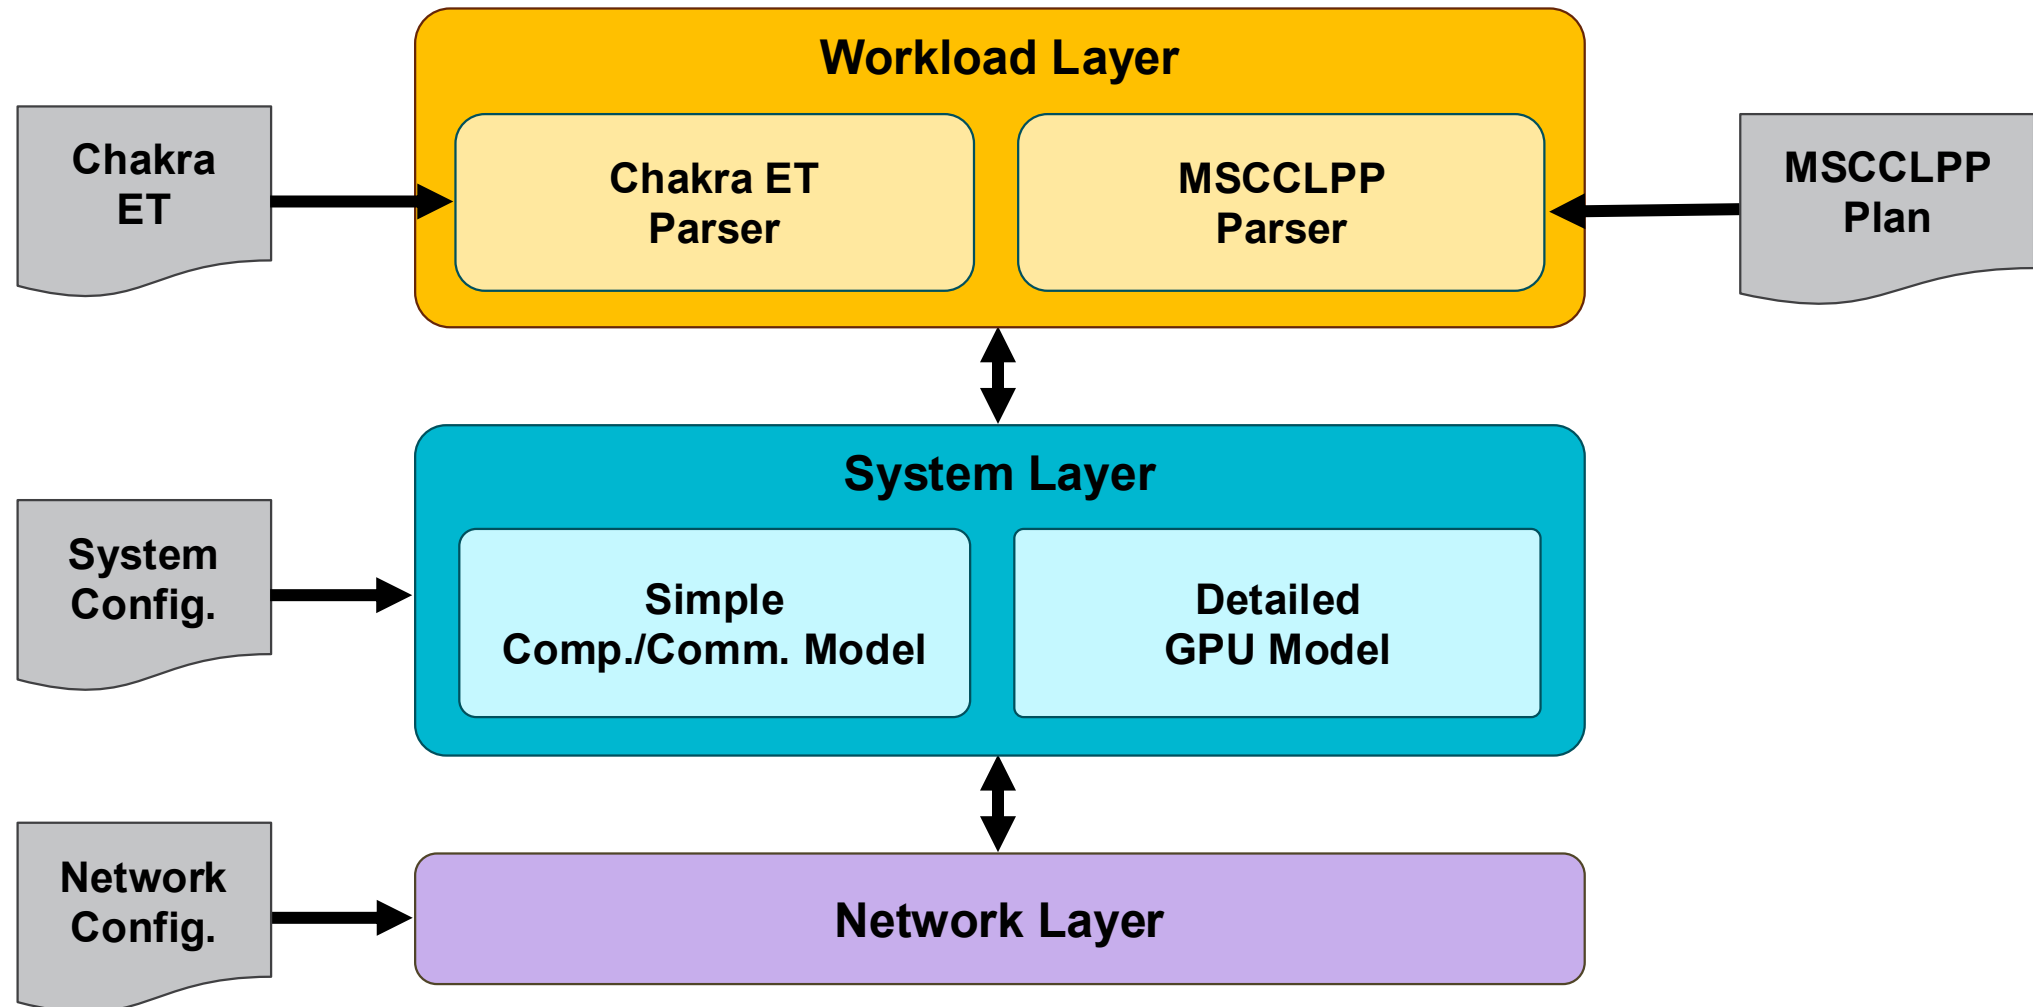 Workload Layer
Chakra
ET
Chakra ET
Parser
MSCCLPP
Parser
MSCCLPP
Plan
System Layer
System
Config.
Simple
Comp./Comm. Model
Detailed
GPU Model
Network
Config.
Network Layer